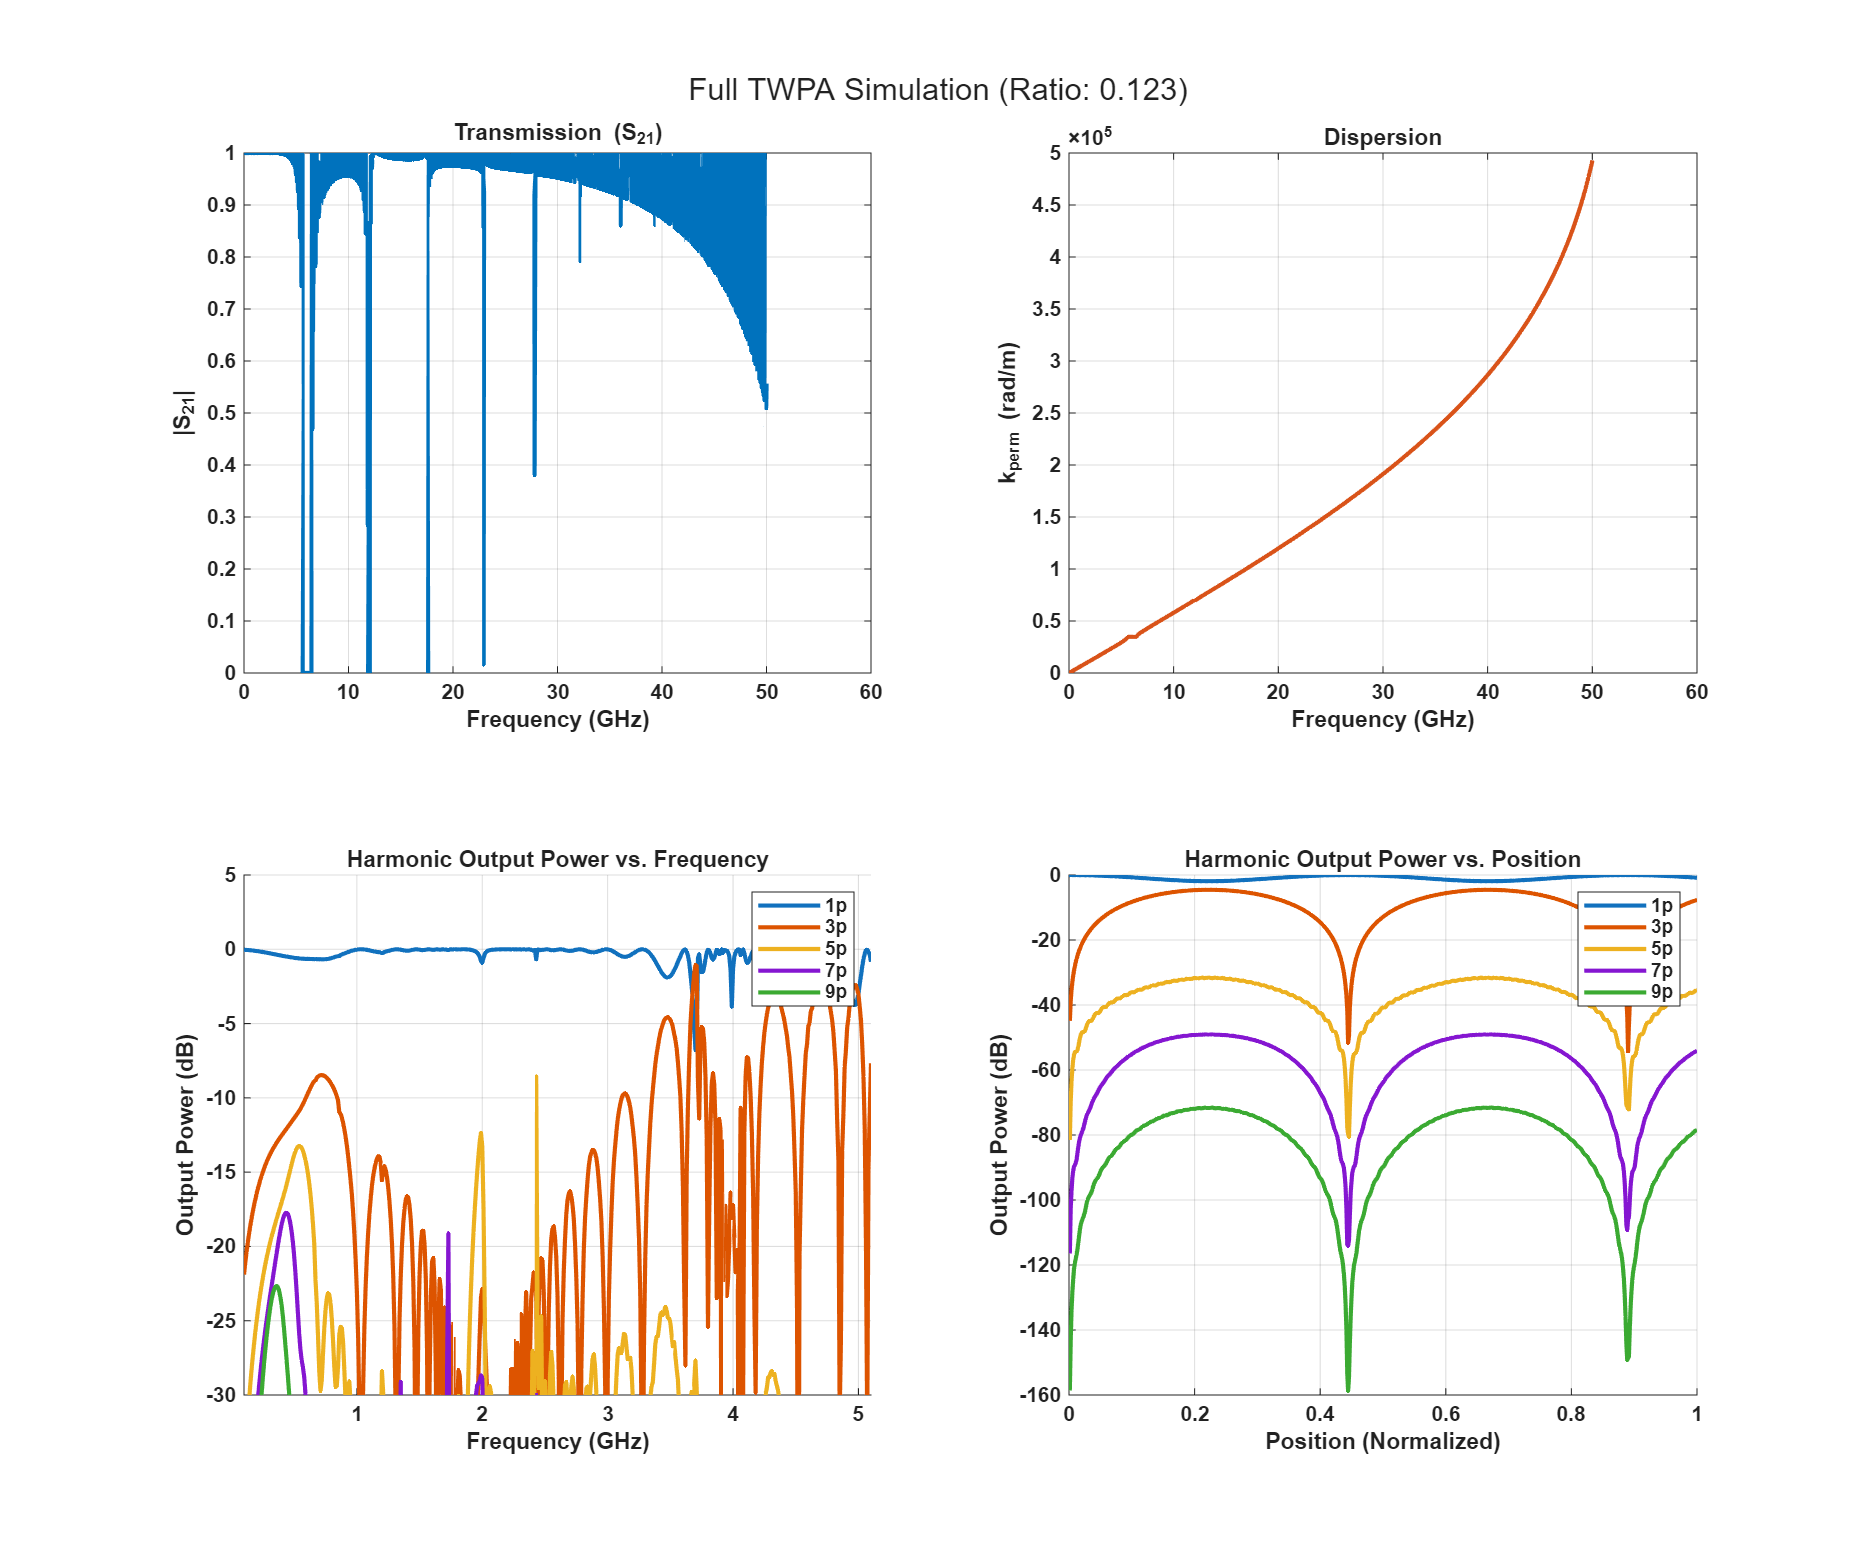 Full TWPA Simulation (Ratio: 0.123)
Transmission (S21)
1
0.9
0.8
0.7
0.6
0.5
0.4
0.3
0.2
0.1
0
|S21|
0 10 20 30 40 50 60
Frequency (GHz)
×10^5
Dispersion
5
4.5
4
3.5
3
2.5
2
1.5
1
0.5
0
kperm (rad/m)
0 10 20 30 40 50 60
Frequency (GHz)
Harmonic Output Power vs. Frequency
5
0
-5
-10
-15
-20
-25
-30
Output Power (dB)
1p
3p
5p
7p
9p
1 2 3 4 5
Frequency (GHz)
Harmonic Output Power vs. Position
0
-20
-40
-60
-80
-100
-120
-140
-160
Output Power (dB)
1p
3p
5p
7p
9p
0 0.2 0.4 0.6 0.8 1
Position (Normalized)